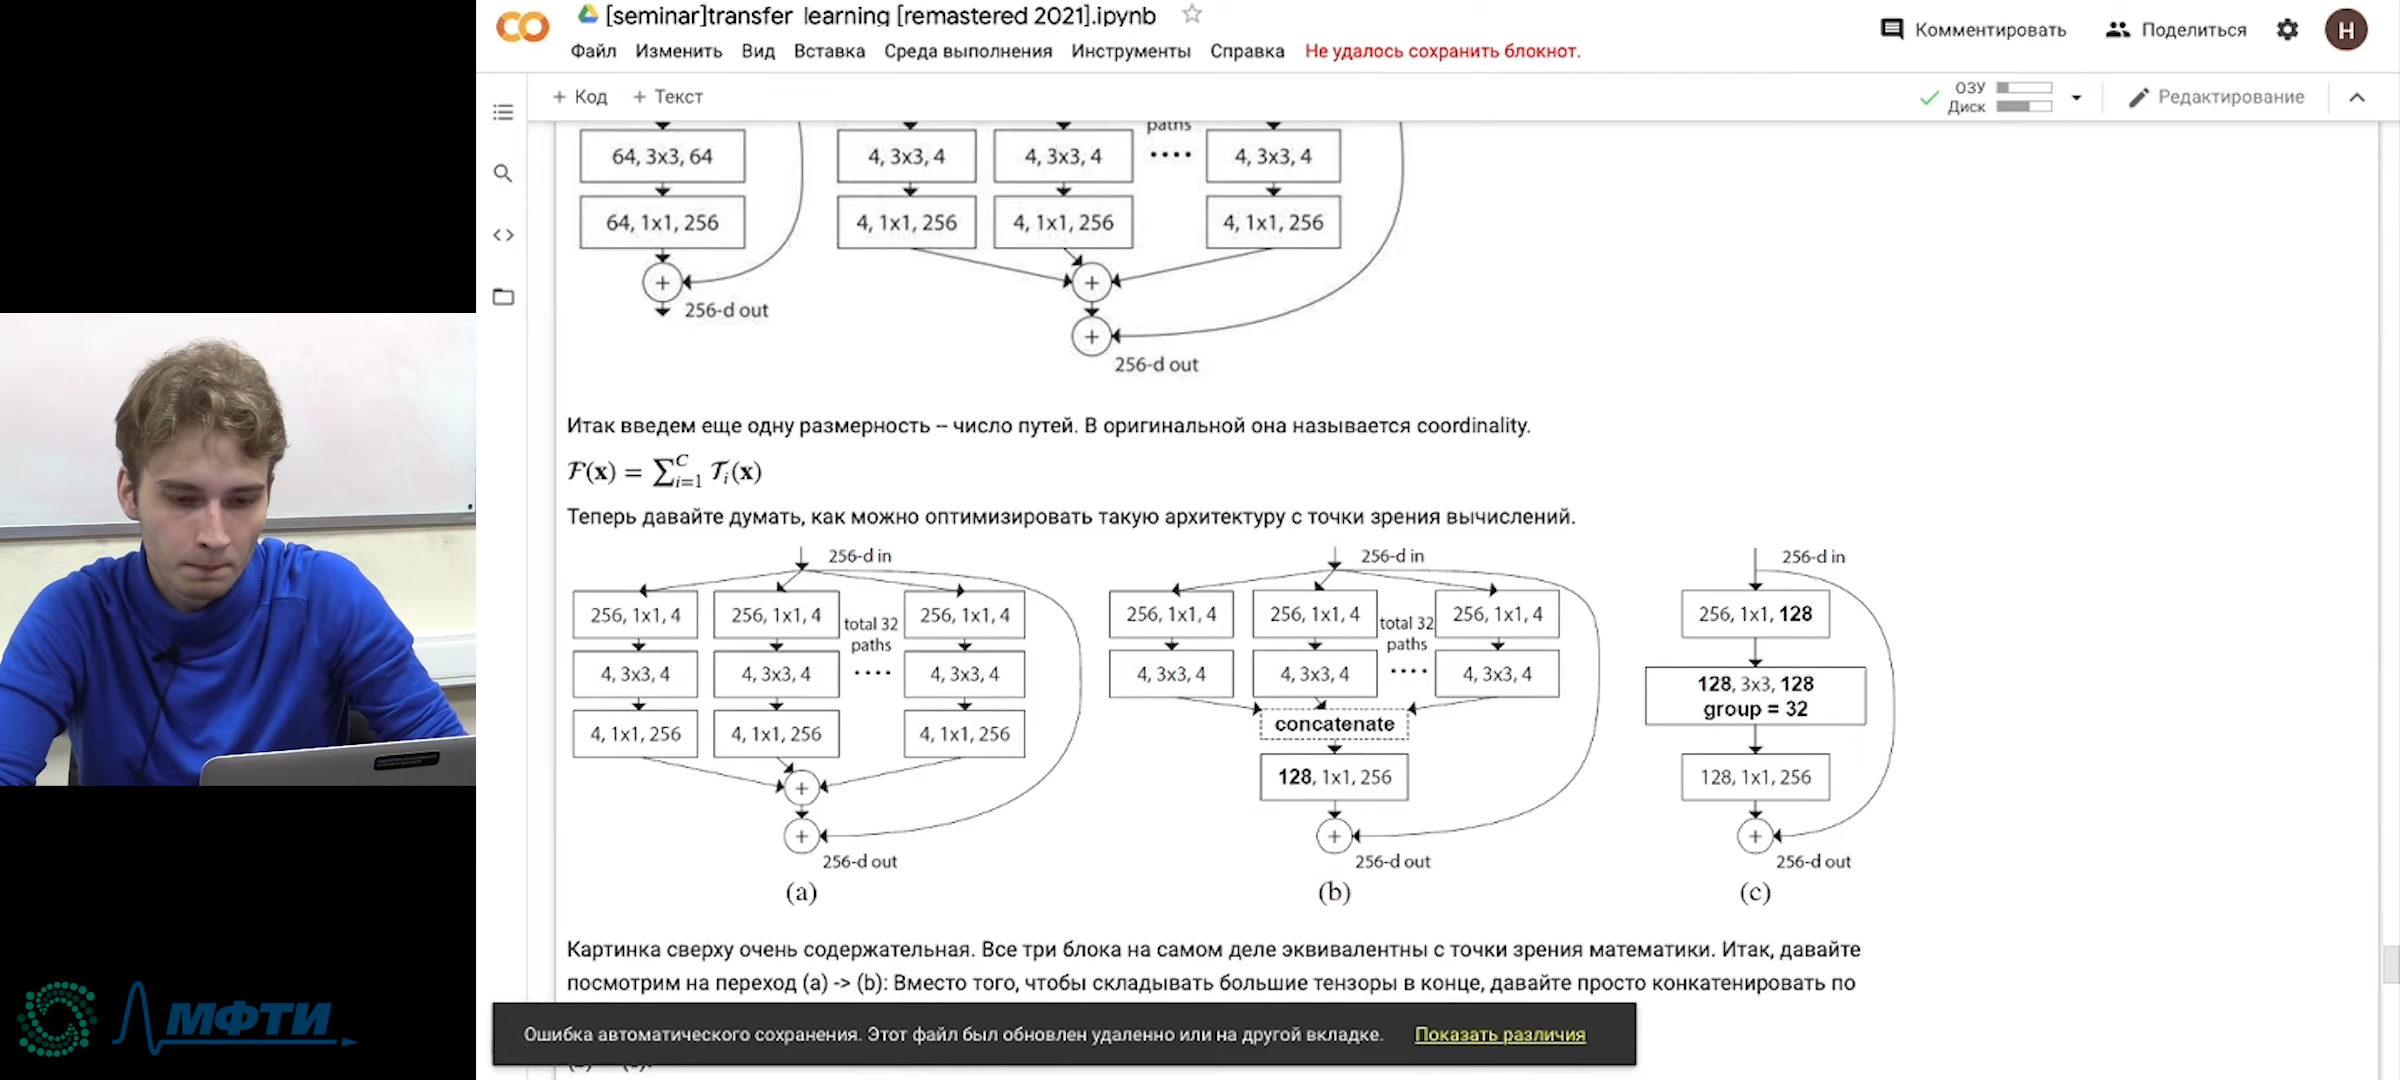 [seminar]transfer learning [remastered 2021].ipynb
Файл Изменить Вид Вставка Среда выполнения Инструменты Справка Не удалось сохранить блокнот.
Комментировать Поделиться H
+ Код + Текст
ОЗУ
Диск
Редактирование
paths
64, 3x3, 64 4, 3x3, 4 4, 3x3, 4 .... 4, 3x3, 4
64, 1x1, 256 4, 1x1, 256 4, 1x1, 256 4, 1x1, 256
+ +
256-d out
+
256-d out
Итак введем еще одну размерность – число путей. В оригинальной она называется coordinality.
F(x) = ∑_{i=1}^{C} T_i(x)
Теперь давайте думать, как можно оптимизировать такую архитектуру с точки зрения вычислений.
256-d in
256, 1x1, 4 256, 1x1, 4 total 32 paths 256, 1x1, 4
4, 3x3, 4 4, 3x3, 4 .... 4, 3x3, 4
4, 1x1, 256 4, 1x1, 256 4, 1x1, 256
+
+
256-d out
(a)
256-d in
256, 1x1, 4 256, 1x1, 4 total 32 paths 256, 1x1, 4
4, 3x3, 4 4, 3x3, 4 .... 4, 3x3, 4
concatenate
128, 1x1, 256
+
256-d out
(b)
256-d in
256, 1x1, 128
128, 3x3, 128
group = 32
128, 1x1, 256
+
256-d out
(c)
Картинка сверху очень содержательная. Все три блока на самом деле эквивалентны с точки зрения математики. Итак, давайте
посмотрим на переход (a) -> (b): Вместо того, чтобы складывать большие тензоры в конце, давайте просто конкатенировать по
Ошибка автоматического сохранения. Этот файл был обновлен удаленно или на другой вкладке. Показать различия
МФТИ